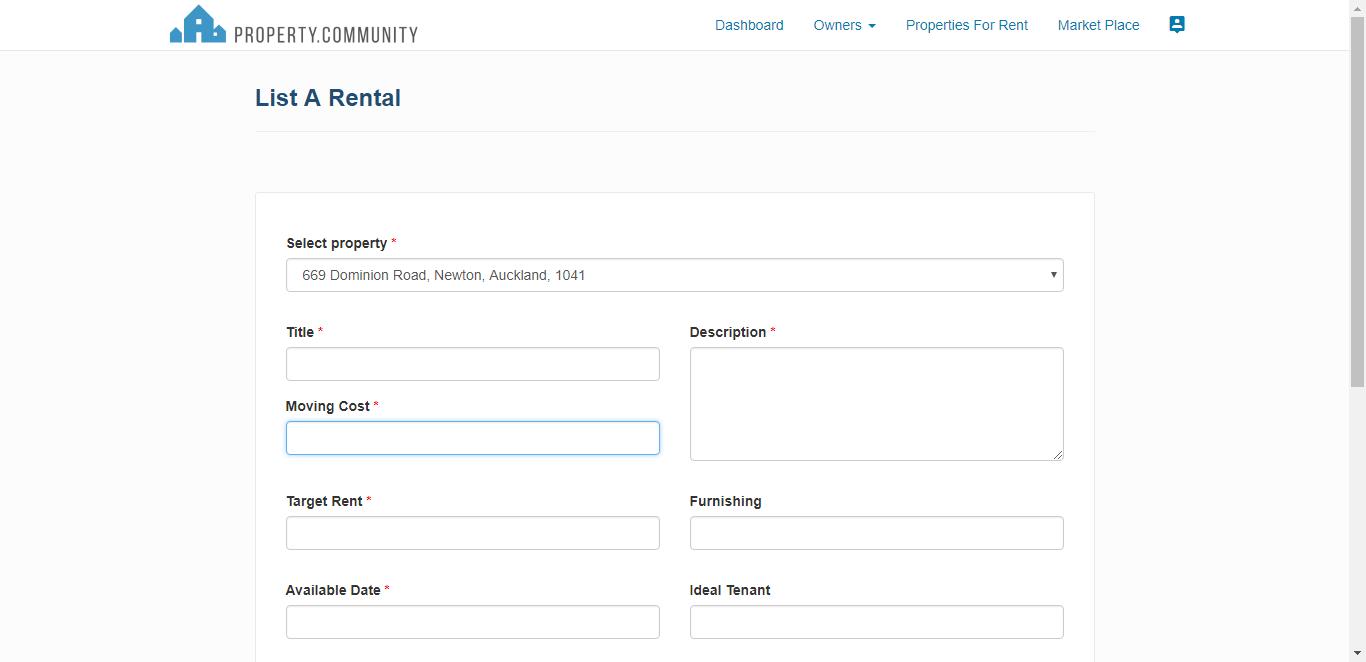 PROPERTY.COMMUNITY
Dashboard Owners Properties For Rent Market Place
List A Rental
Select property *
669 Dominion Road, Newton, Auckland, 1041
Title * Description *
Moving Cost *
Target Rent * Furnishing
Available Date * Ideal Tenant